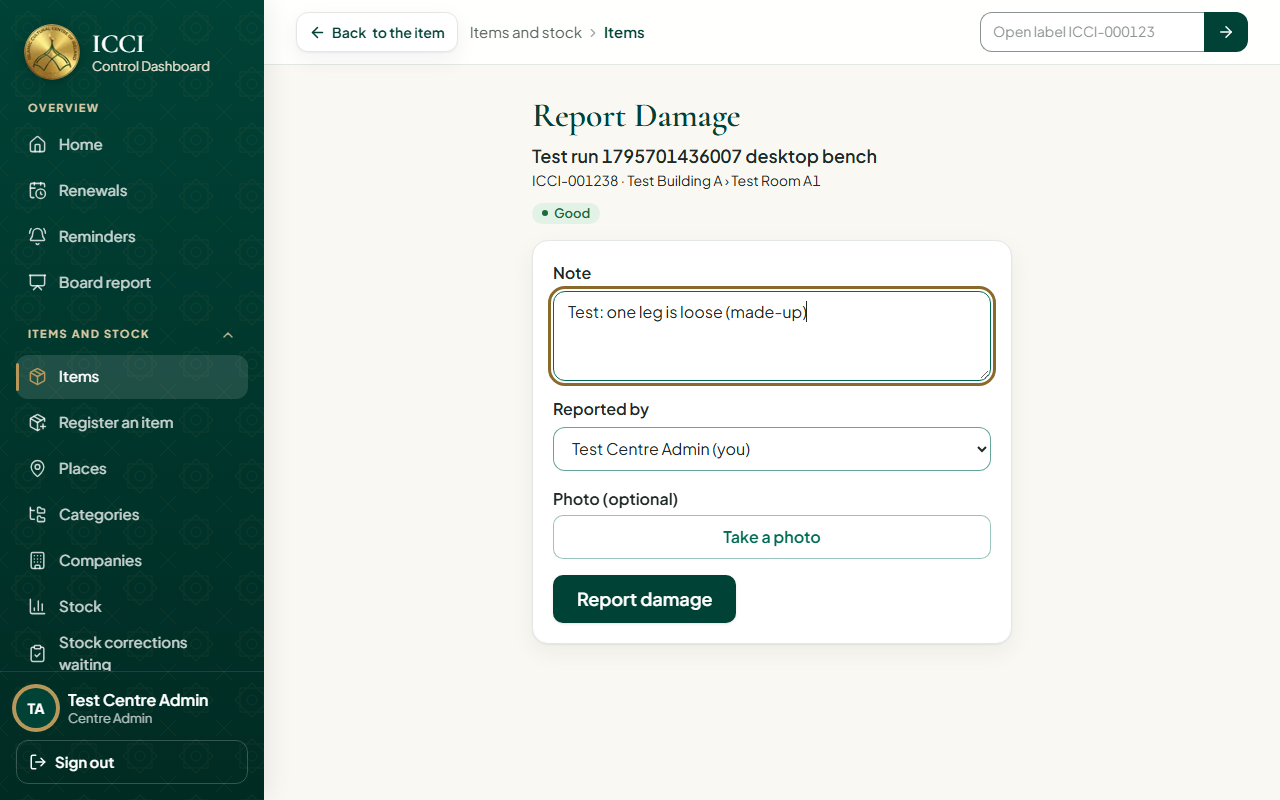 ICCI
Control Dashboard
OVERVIEW
Home
Renewals
Reminders
Board report
ITEMS AND STOCK
Items
Register an item
Places
Categories
Companies
Stock
Stock corrections
waiting
TA
Test Centre Admin
Centre Admin
Sign out
Back to the item
Items and stock › Items
Open label ICCI-000123
Report Damage
Test run 1795701436007 desktop bench
ICCI-001238 · Test Building A › Test Room A1
Good
Note
Test: one leg is loose (made-up)
Reported by
Test Centre Admin (you)
Photo (optional)
Take a photo
Report damage